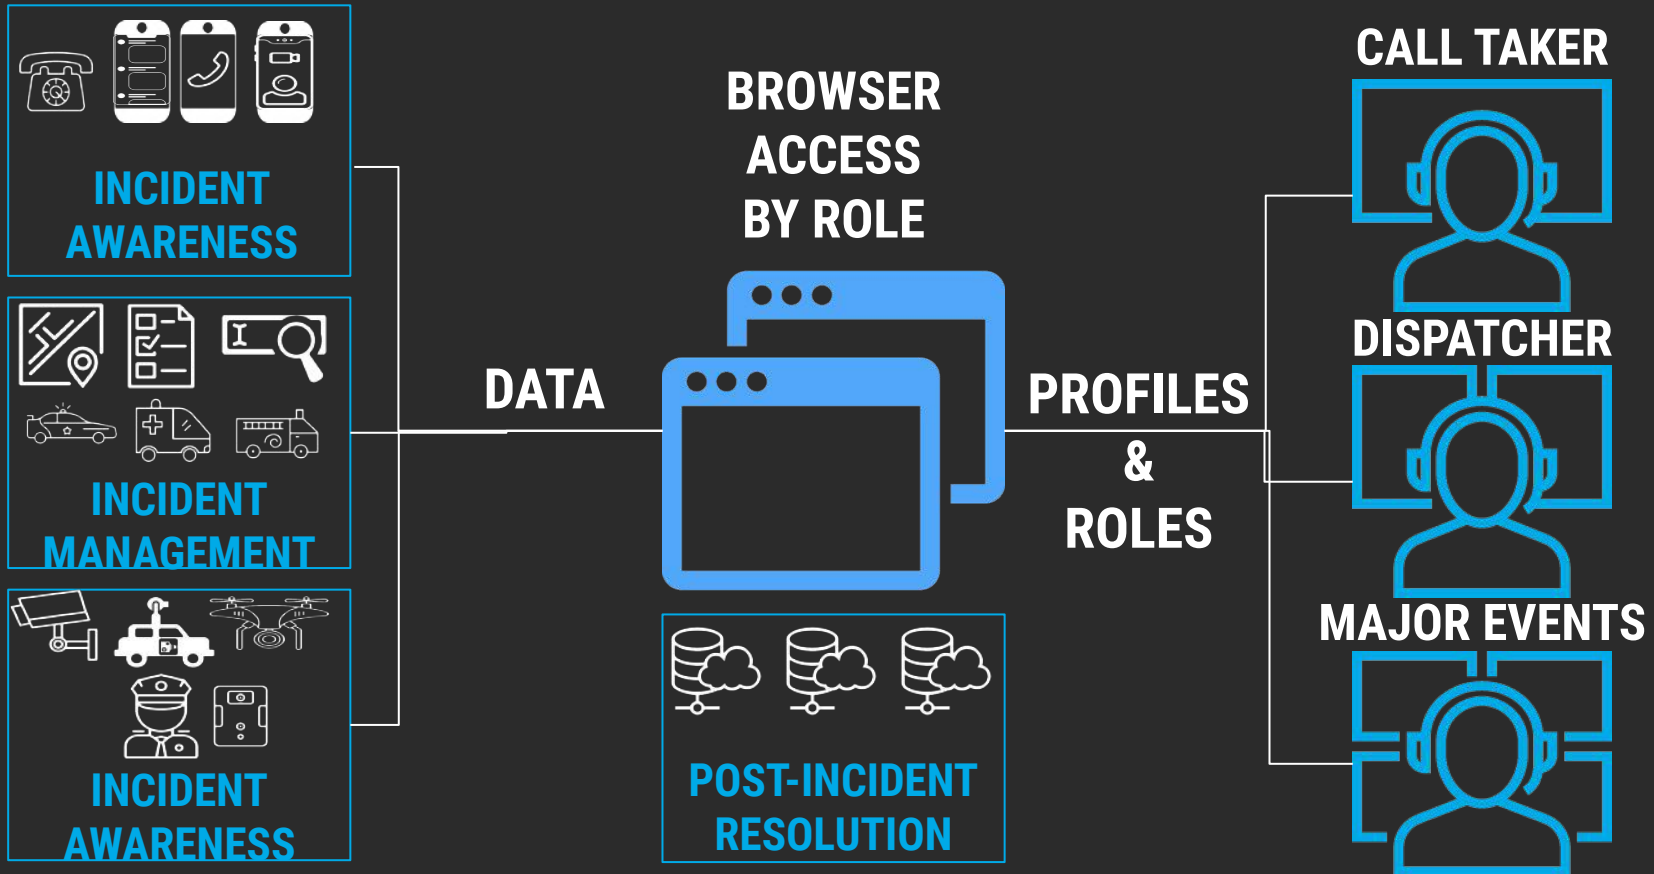 INCIDENT
AWARENESS
INCIDENT
MANAGEMENT
INCIDENT
AWARENESS
DATA
BROWSER
ACCESS
BY ROLE
POST-INCIDENT
RESOLUTION
PROFILES
&
ROLES
CALL TAKER
DISPATCHER
MAJOR EVENTS